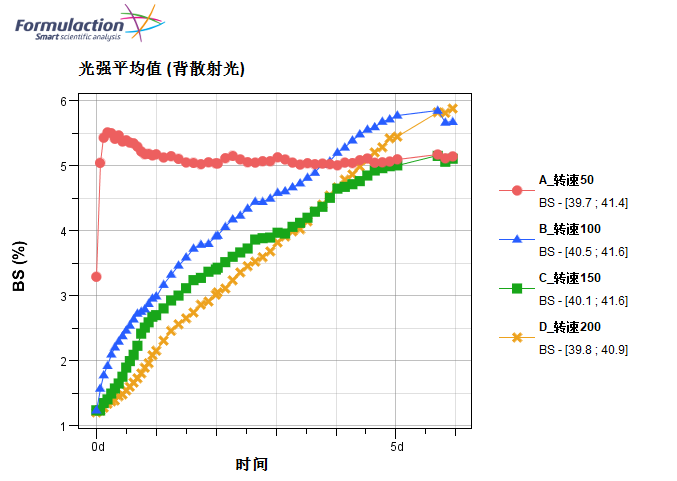 Formulaction
Smart scientific analysis
光强平均值 (背散射光)
6
5
4
3
2
1
BS (%)
0d
5d
时间
A_转速50
BS - [39.7 ; 41.4]
B_转速100
BS - [40.5 ; 41.6]
C_转速150
BS - [40.1 ; 41.6]
D_转速200
BS - [39.8 ; 40.9]